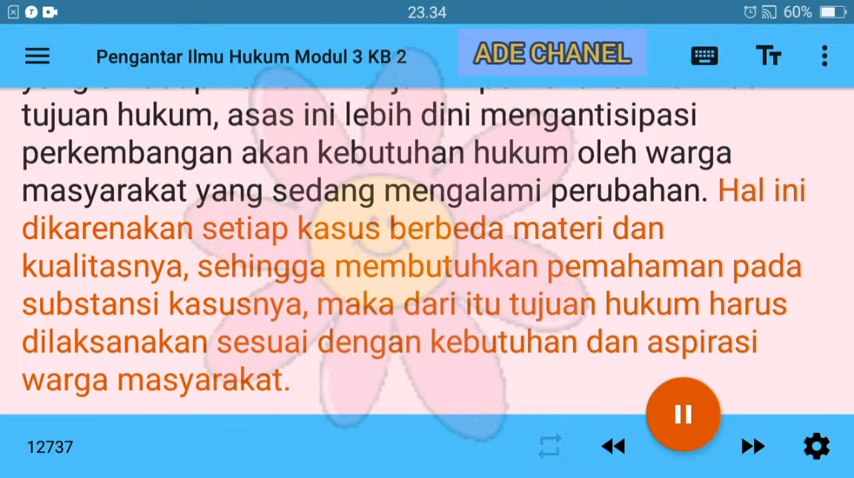 23.34
60%
Pengantar Ilmu Hukum Modul 3 KB 2
ADE CHANEL
TT
tujuan hukum, asas ini lebih dini mengantisipasi
perkembangan akan kebutuhan hukum oleh warga
masyarakat yang sedang mengalami perubahan. Hal ini
dikarenakan setiap kasus berbeda materi dan
kualitasnya, sehingga membutuhkan pemahaman pada
substansi kasusnya, maka dari itu tujuan hukum harus
dilaksanakan sesuai dengan kebutuhan dan aspirasi
warga masyarakat.
12737